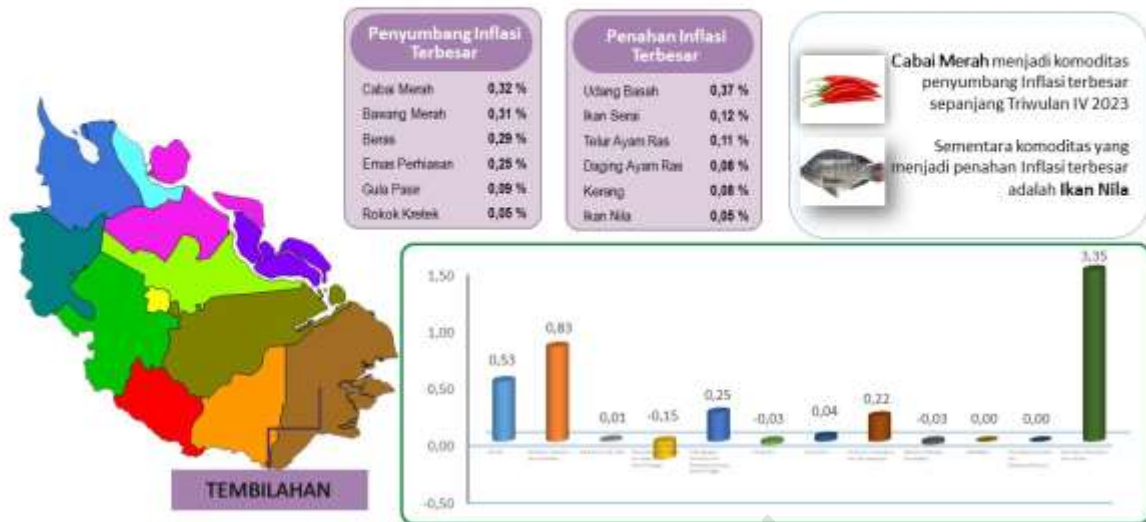 Penyumbang Inflasi
Terbesar
Cabai Merah 0,32 %
Bawang Merah 0,31 %
Beras 0,29 %
Emas Perhiasan 0,25 %
Gula Pasir 0,09 %
Rokok Kretek 0,05 %
Penahan Inflasi
Terbesar
Udang Basah 0,37 %
Ikan Serai 0,12 %
Telur Ayam Ras 0,11 %
Daging Ayam Ras 0,08 %
Kerang 0,08 %
Ikan Nila 0,05 %
Cabai Merah menjadi komoditas
penyumbang Inflasi terbesar
sepanjang Triwulan IV 2023
Sementara komoditas yang
menjadi penahan Inflasi terbesar
adalah Ikan Nila
TEMBILAHAN
1,50
1,00
0,50
0,00
-0,50
0,53
0,83
0,01
-0,15
0,25
-0,03
0,04
0,22
-0,03
0,00
0,00
3,35